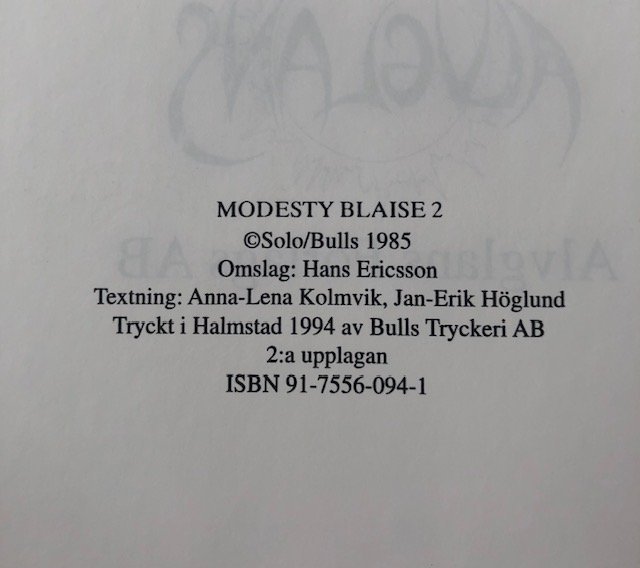 MODESTY BLAISE 2
©Solo/Bulls 1985
Omslag: Hans Ericsson
Textning: Anna-Lena Kolmvik, Jan-Erik Höglund
Tryckt i Halmstad 1994 av Bulls Tryckeri AB
2:a upplagan
ISBN 91-7556-094-1